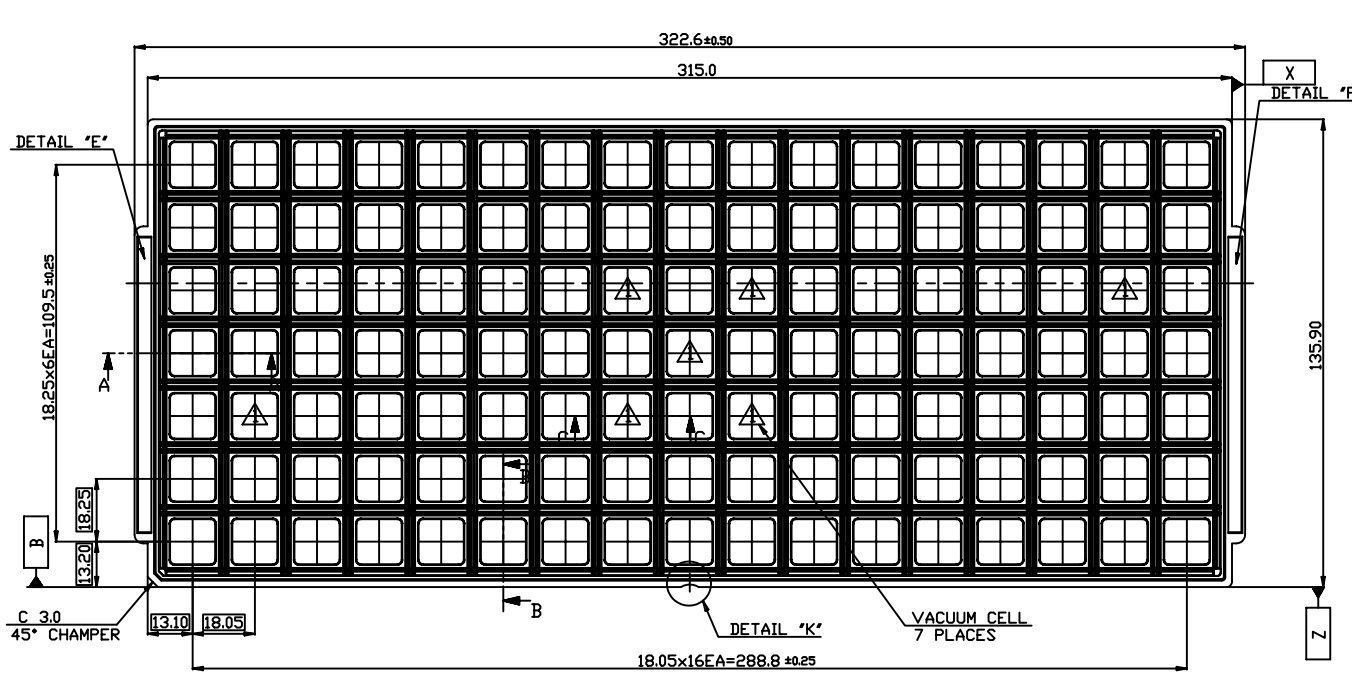 322.6±0.50
315.0
X
DETAIL "E"
18.25x6EA=109.5±0.25
135.90
A
18.25
B
13.20
C 3.0
45° CHAMPER
13.10
18.05
B
DETAIL "K"
VACUUM CELL
7 PLACES
Z
18.05x16EA=288.8 ±0.25